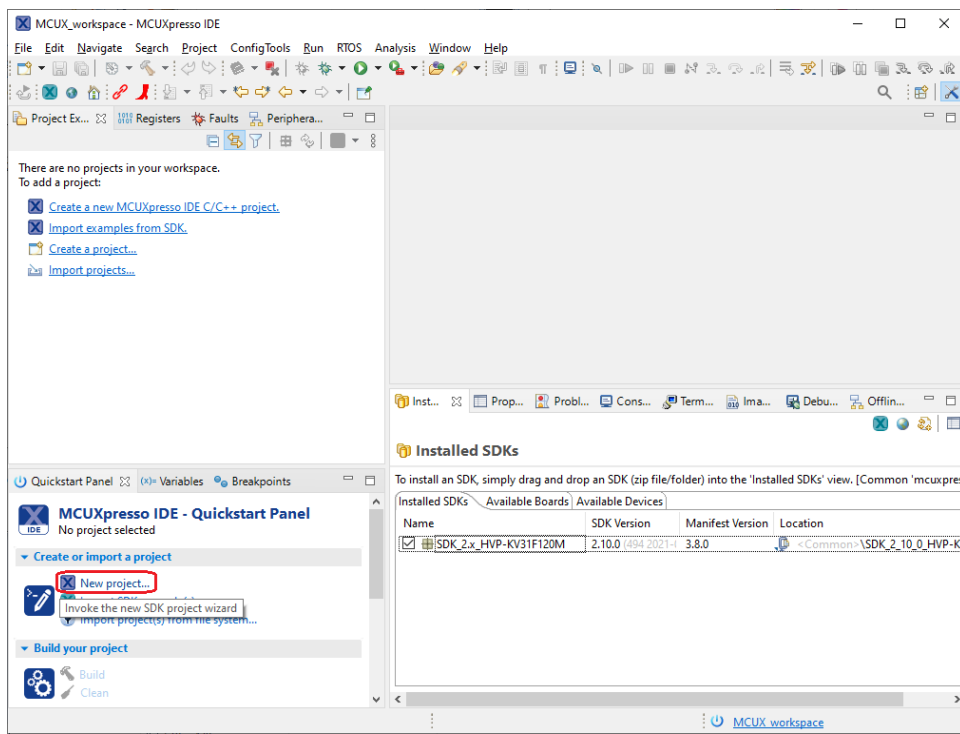 MCUX_workspace - MCUXpresso IDE
File Edit Navigate Search Project ConfigTools Run RTOS Analysis Window Help
Project Ex... Registers Faults Periphera...
There are no projects in your workspace.
To add a project:
Create a new MCUXpresso IDE C/C++ project.
Import examples from SDK.
Create a project...
Import projects...
Inst... Prop... Probl... Cons... Term... Ima... Debu... Offlin...
Installed SDKs
To install an SDK, simply drag and drop an SDK (zip file/folder) into the 'Installed SDKs' view. [Common 'mcuxpres
Installed SDKs Available Boards Available Devices
Name SDK Version Manifest Version Location
SDK_2.x_HVP-KV31F120M 2.10.0 (494 2021-( 3.8.0 <Common>\SDK_2_10_0_HVP-K
Quickstart Panel (x)= Variables Breakpoints
MCUXpresso IDE - Quickstart Panel
IDE No project selected
Create or import a project
New project...
Invoke the new SDK project wizard
Import project(s) from file system...
Build your project
Build
Clean
MCUX_workspace